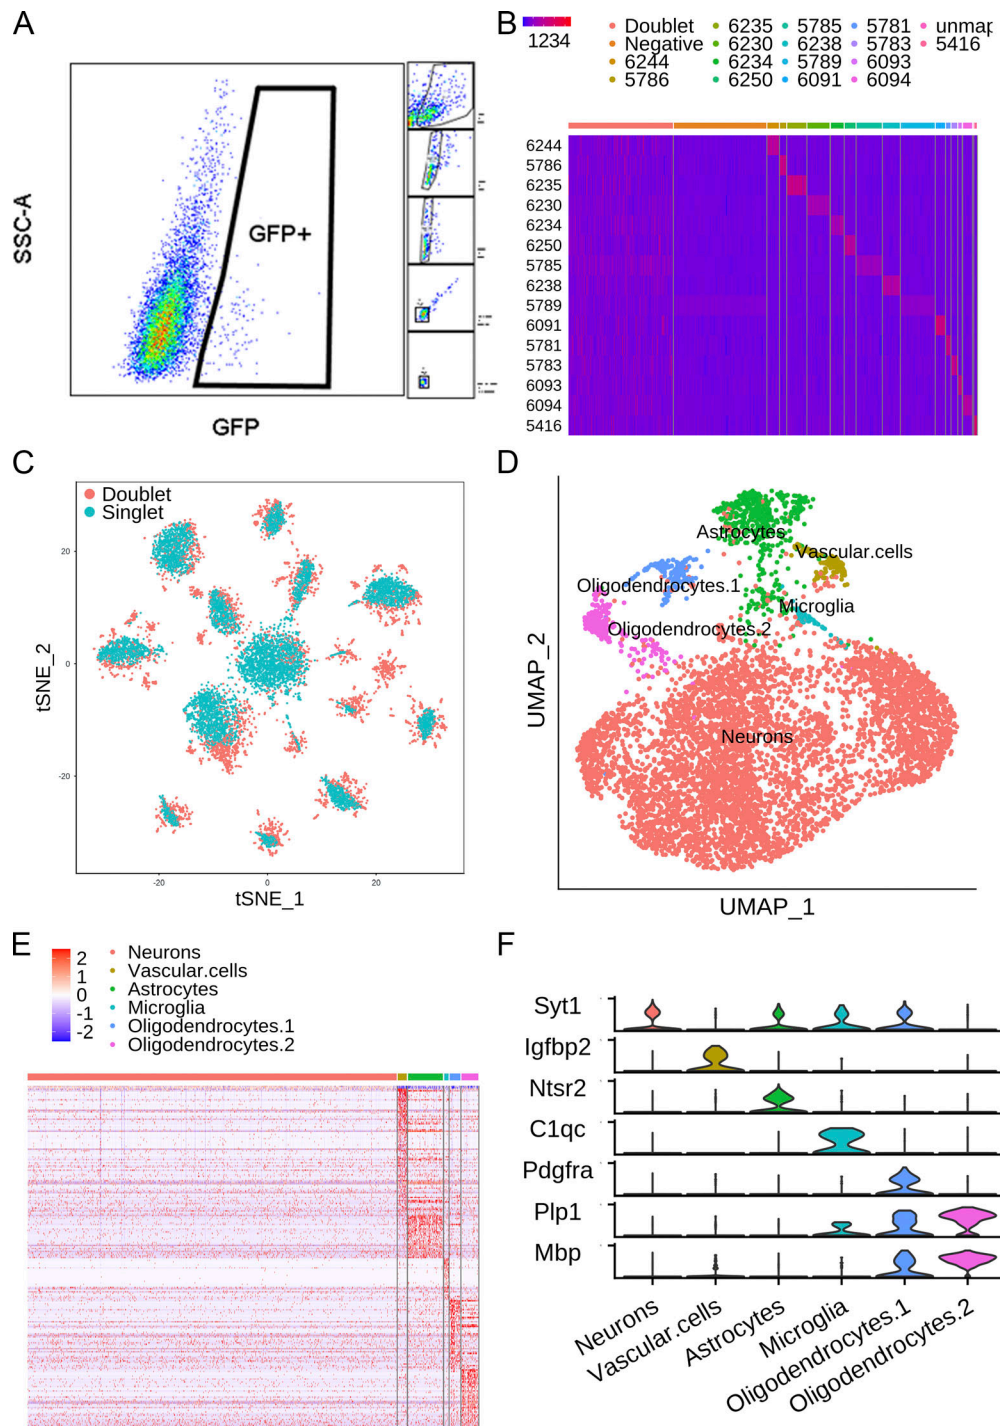 A
SSC-A
GFP+
GFP
B
1234
Doublet
Negative
6244
5786
6235
6230
6234
6250
5785
6238
5789
6091
5781
5783
6093
6094
unmap
5416
6244
5786
6235
6230
6234
6250
5785
6238
5789
6091
5781
5783
6093
6094
5416
C
Doublet
Singlet
20
0
-20
tSNE_2
-20
0
20
tSNE_1
D
Astrocytes
Vascular.cells
Oligodendrocytes.1
Microglia
Oligodendrocytes.2
Neurons
UMAP_2
UMAP_1
E
2
1
0
-1
-2
Neurons
Vascular.cells
Astrocytes
Microglia
Oligodendrocytes.1
Oligodendrocytes.2
F
Syt1
Igfbp2
Ntsr2
C1qc
Pdgfra
Plp1
Mbp
Neurons
Vascular.cells
Astrocytes
Microglia
Oligodendrocytes.1
Oligodendrocytes.2